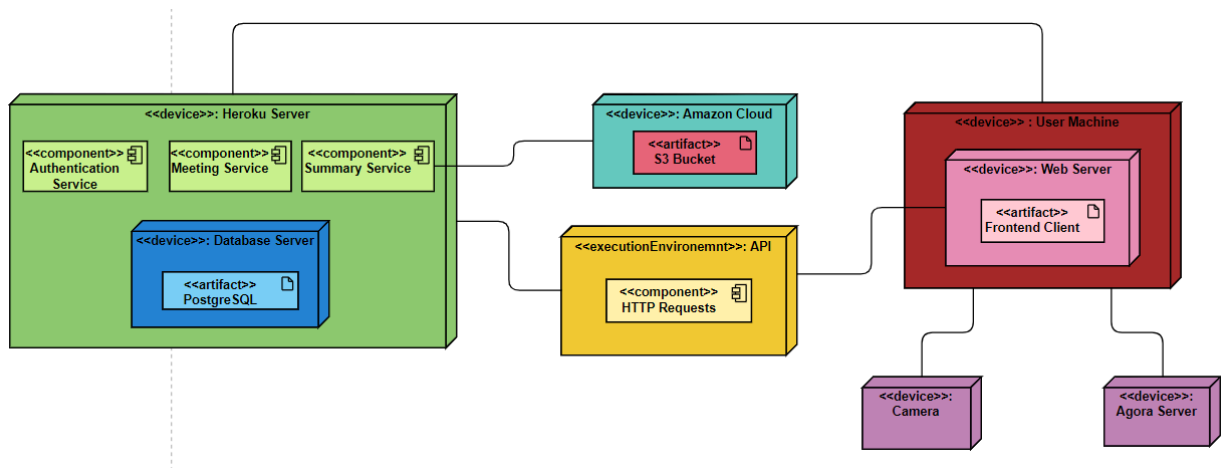 <<device>>: Heroku Server
<<component>>
Authentication
Service
<<component>>
Meeting Service
<<component>>
Summary Service
<<device>>: Database Server
<<artifact>>
PostgreSQL
<<device>>: Amazon Cloud
<<artifact>>
S3 Bucket
<<executionEnvironemnt>>: API
<<component>>
HTTP Requests
<<device>> : User Machine
<<device>>: Web Server
<<artifact>>
Frontend Client
<<device>>:
Camera
<<device>>:
Agora Server